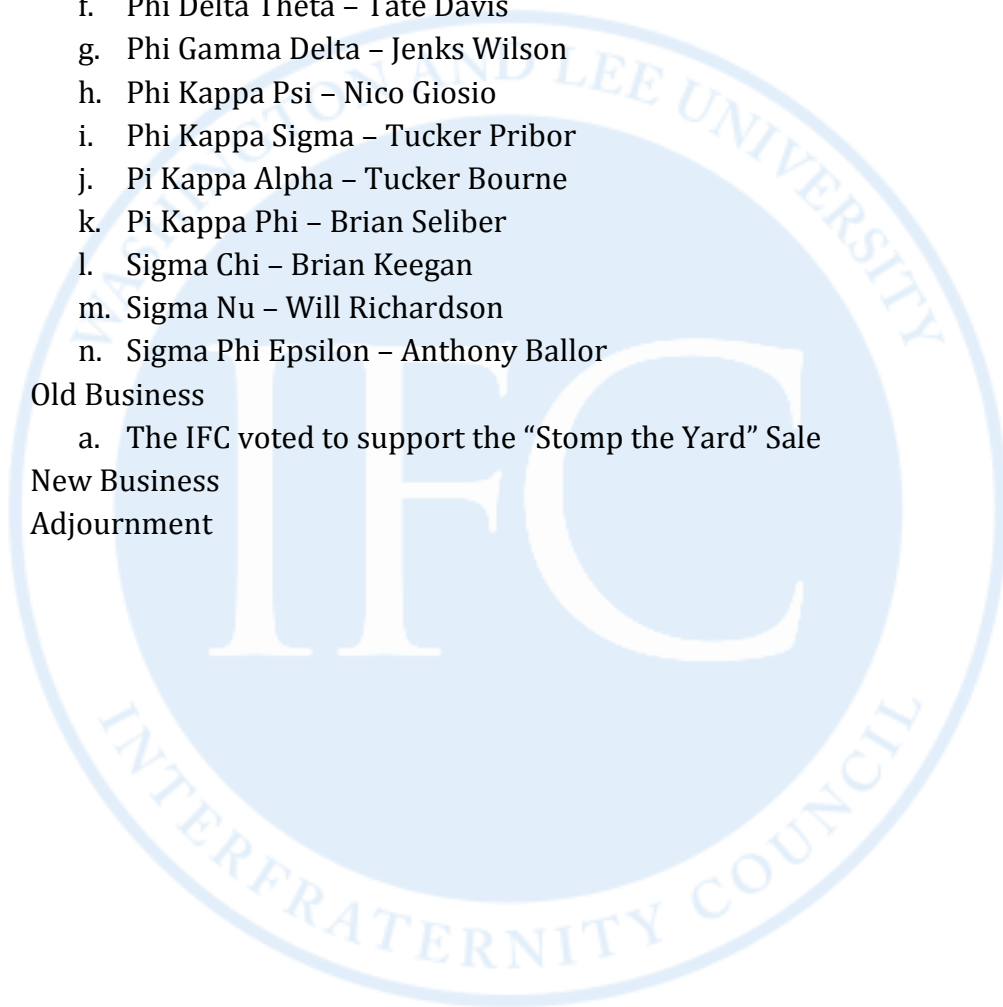 f. Phi Delta Theta – Tate Davis
g. Phi Gamma Delta – Jenks Wilson
h. Phi Kappa Psi – Nico Giosio
i. Phi Kappa Sigma – Tucker Pribor
j. Pi Kappa Alpha – Tucker Bourne
k. Pi Kappa Phi – Brian Seliber
l. Sigma Chi – Brian Keegan
m. Sigma Nu – Will Richardson
n. Sigma Phi Epsilon – Anthony Ballor
Old Business
a. The IFC voted to support the “Stomp the Yard” Sale
New Business
Adjournment
WASHINGTON AND LEE UNIVERSITY
IFC
INTERFRATERNITY COUNCIL